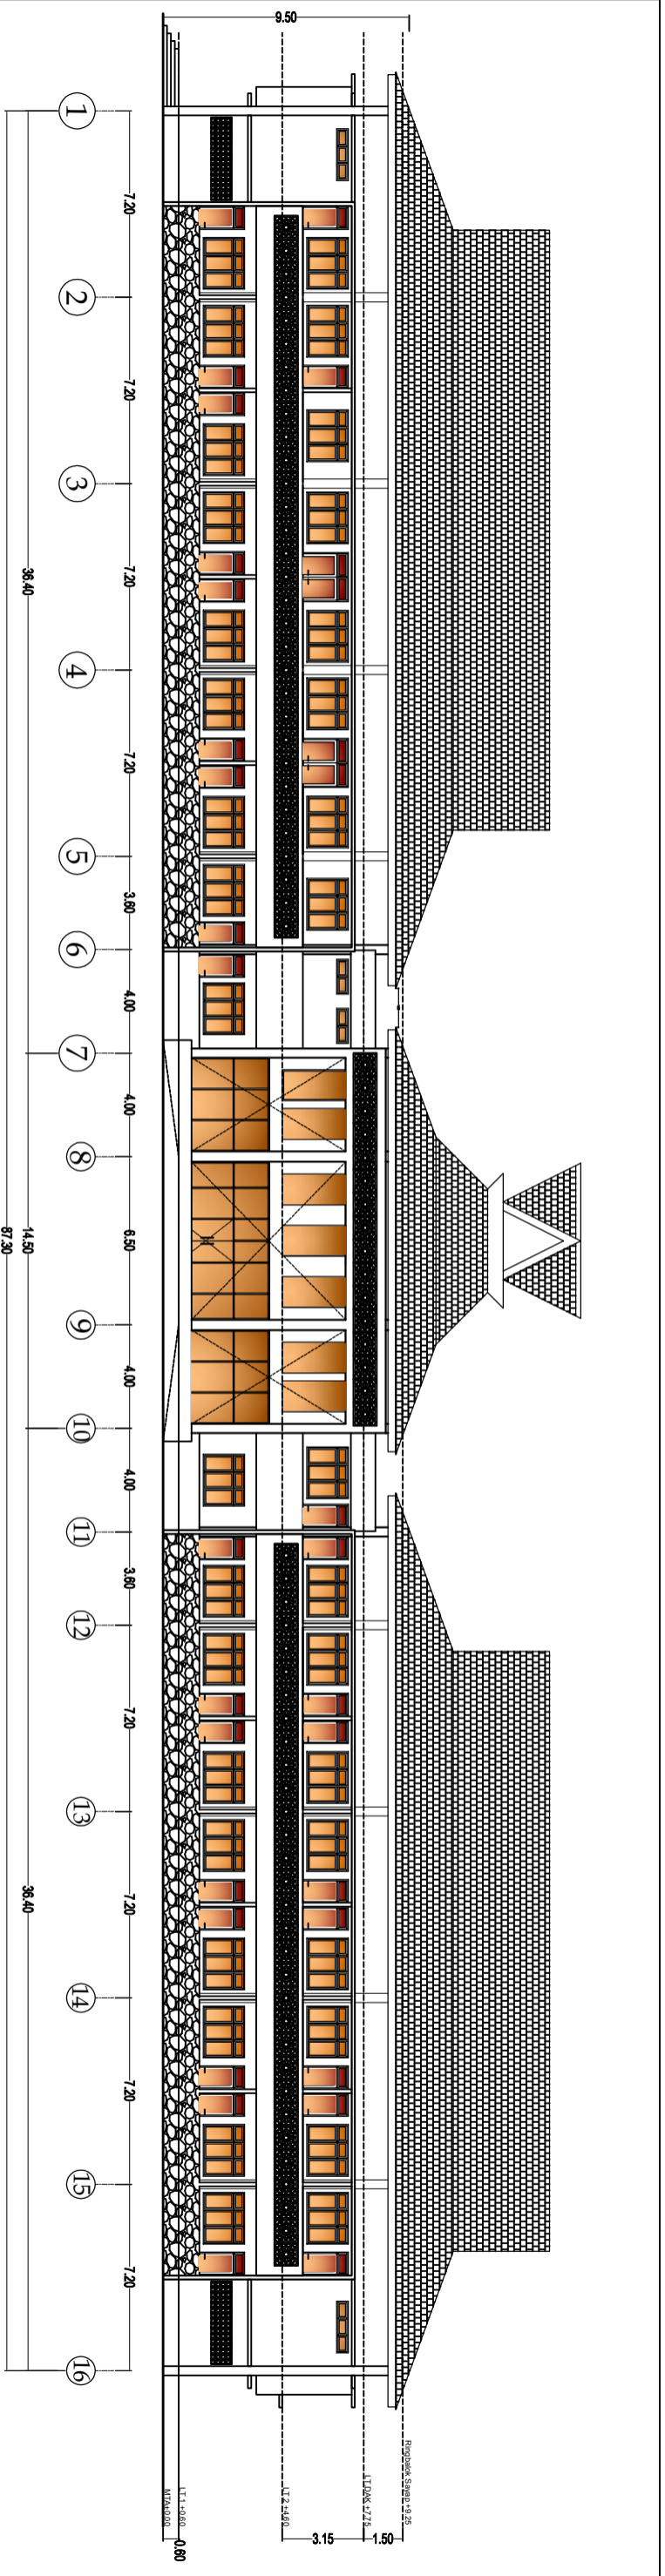 9.50
Ringbalok Sayap +9.25
LT.DAK +7.75
LT 2 +4.60
LT 1 +0.60
MTA±0.00
1.50
3.15
0.60
7.20 7.20 7.20 7.20 3.60 4.00 4.00 6.50 4.00 4.00 3.60 7.20 7.20 7.20 7.20
1 2 3 4 5 6 7 8 9 10 11 12 13 14 15 16
36.40 14.50 36.40
87.30